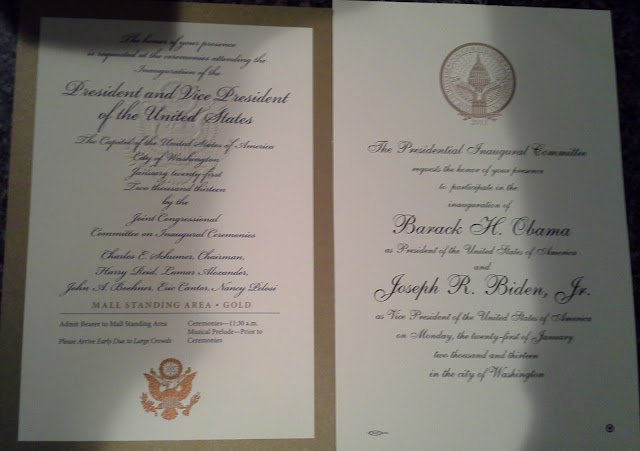 The honor of your presence
is requested at the ceremonies attending the
Inauguration of the
President and Vice President
of the United States
The Capitol of the United States of America
City of Washington
January twenty-first
Two thousand thirteen
by the
Joint Congressional
Committee on Inaugural Ceremonies
Charles E. Schumer, Chairman,
Harry Reid, Lamar Alexander,
John A. Boehner, Eric Cantor, Nancy Pelosi
MALL STANDING AREA • GOLD
Admit Bearer to Mall Standing Area
Please Arrive Early Due to Large Crowds
Ceremonies—11:30 a.m.
Musical Prelude—Prior to
Ceremonies
2013
The Presidential Inaugural Committee
requests the honor of your presence
to participate in the
inauguration of
Barack H. Obama
as President of the United States of America
and
Joseph R. Biden, Jr.
as Vice President of the United States of America
on Monday, the twenty-first of January
two thousand and thirteen
in the city of Washington